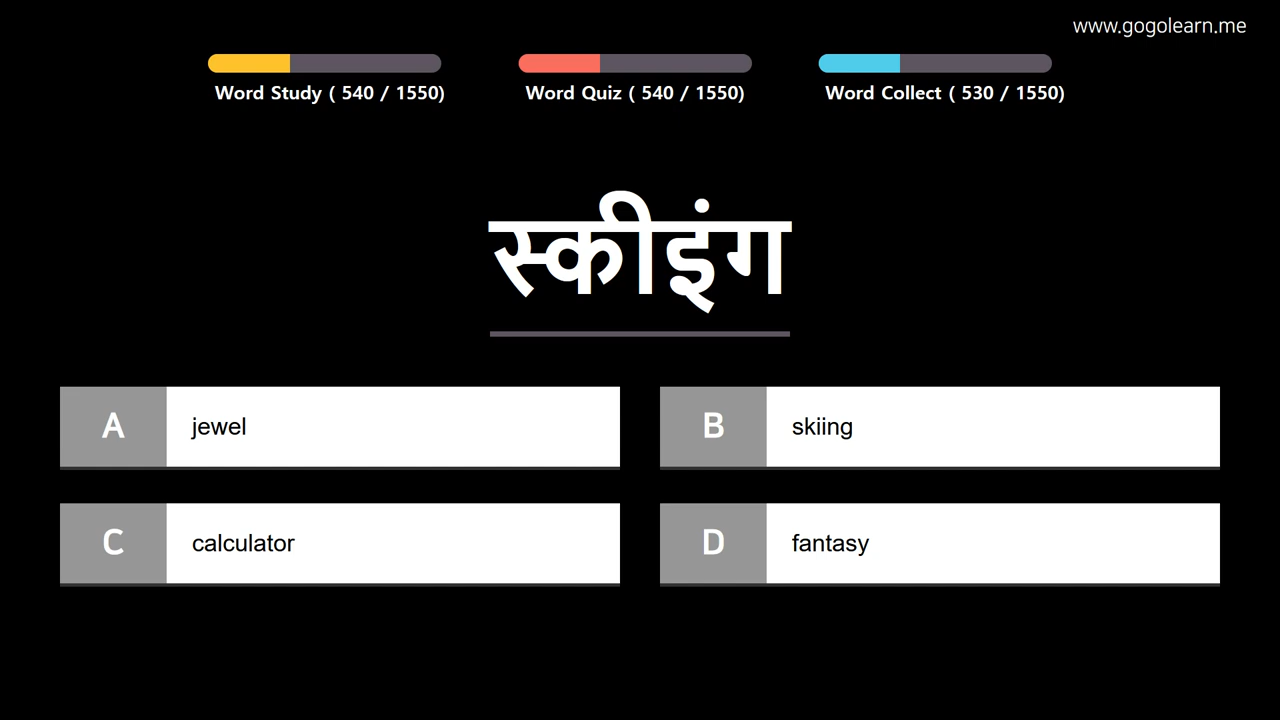 www.gogolearn.me
Word Study ( 540 / 1550)
Word Quiz ( 540 / 1550)
Word Collect ( 530 / 1550)
स्कीइंग
A jewel
B skiing
C calculator
D fantasy